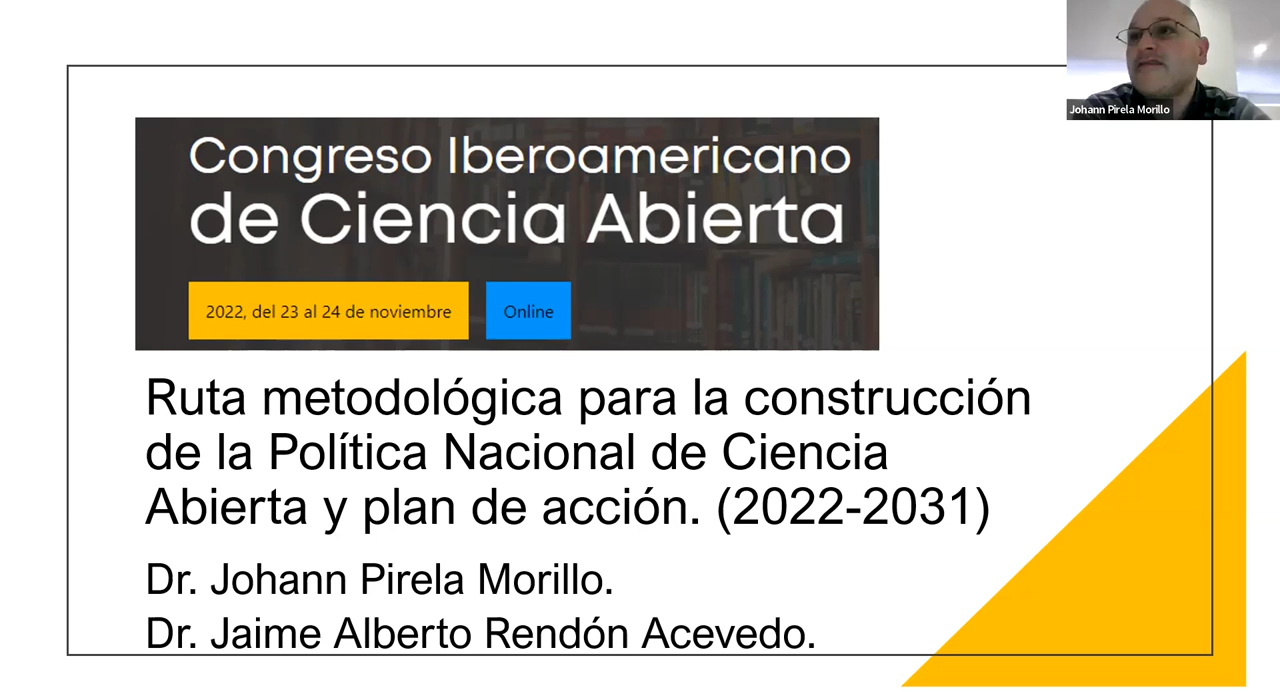 Johann Pirela Morillo
Congreso Iberoamericano
de Ciencia Abierta
2022, del 23 al 24 de noviembre
Online
Ruta metodológica para la construcción
de la Política Nacional de Ciencia
Abierta y plan de acción. (2022-2031)
Dr. Johann Pirela Morillo.
Dr. Jaime Alberto Rendón Acevedo.